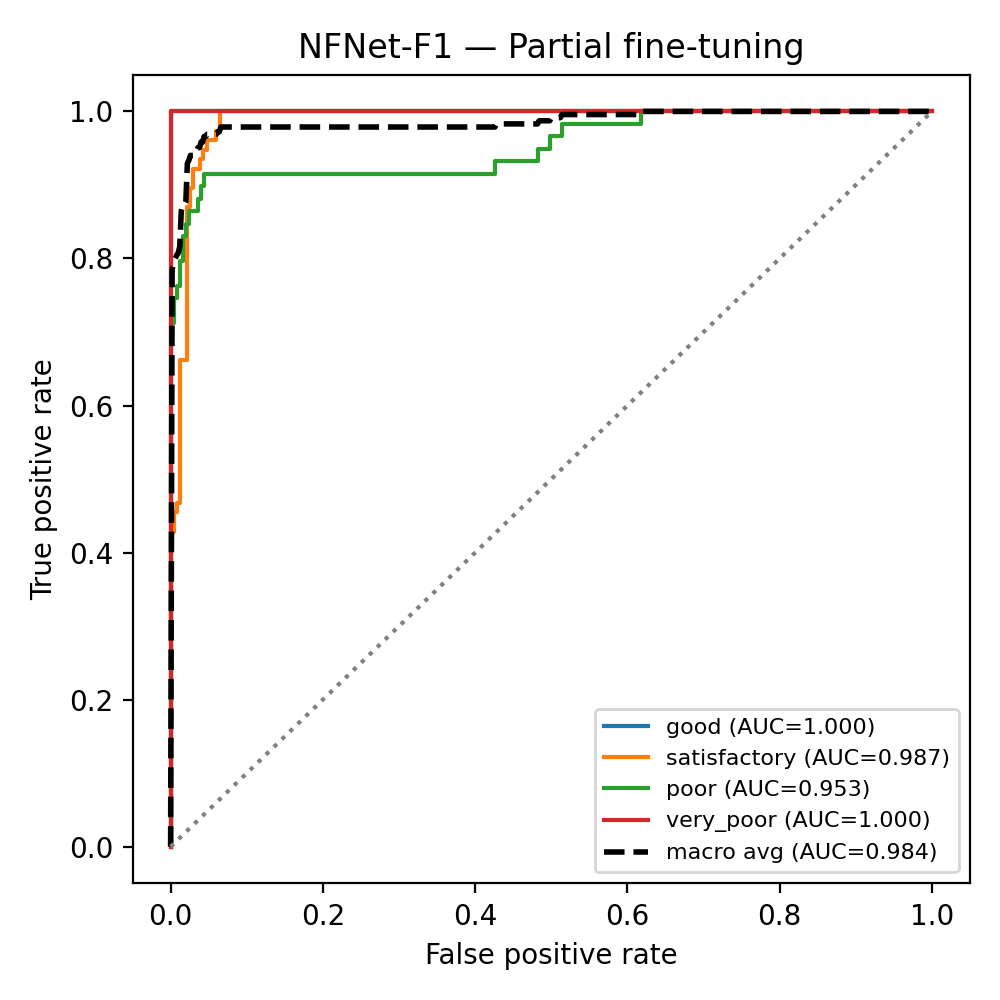 NFNet-F1 — Partial fine-tuning
True positive rate
1.0
0.8
0.6
0.4
0.2
0.0
good (AUC=1.000)
satisfactory (AUC=0.987)
poor (AUC=0.953)
very_poor (AUC=1.000)
macro avg (AUC=0.984)
0.0 0.2 0.4 0.6 0.8 1.0
False positive rate